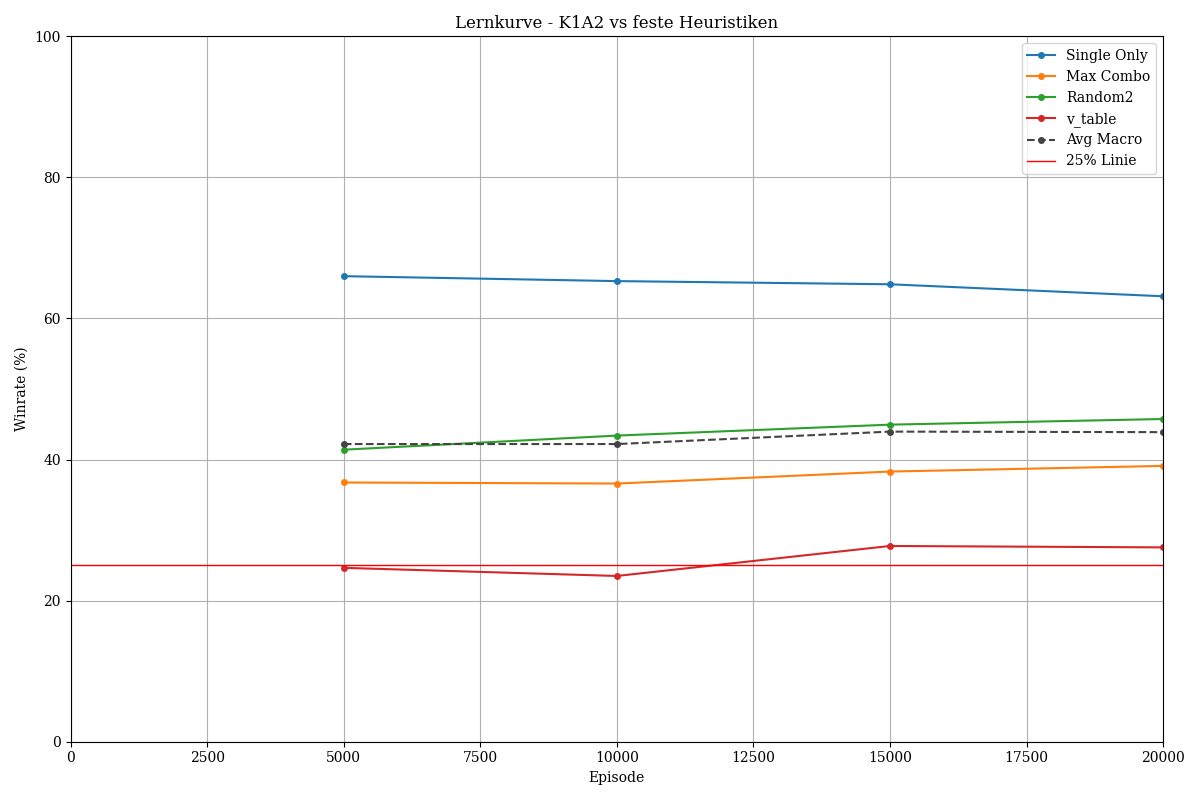 Lernkurve - K1A2 vs feste Heuristiken
Single Only
Max Combo
Random2
v_table
Avg Macro
25% Linie
Winrate (%)
100
80
60
40
20
0
0 2500 5000 7500 10000 12500 15000 17500 20000
Episode